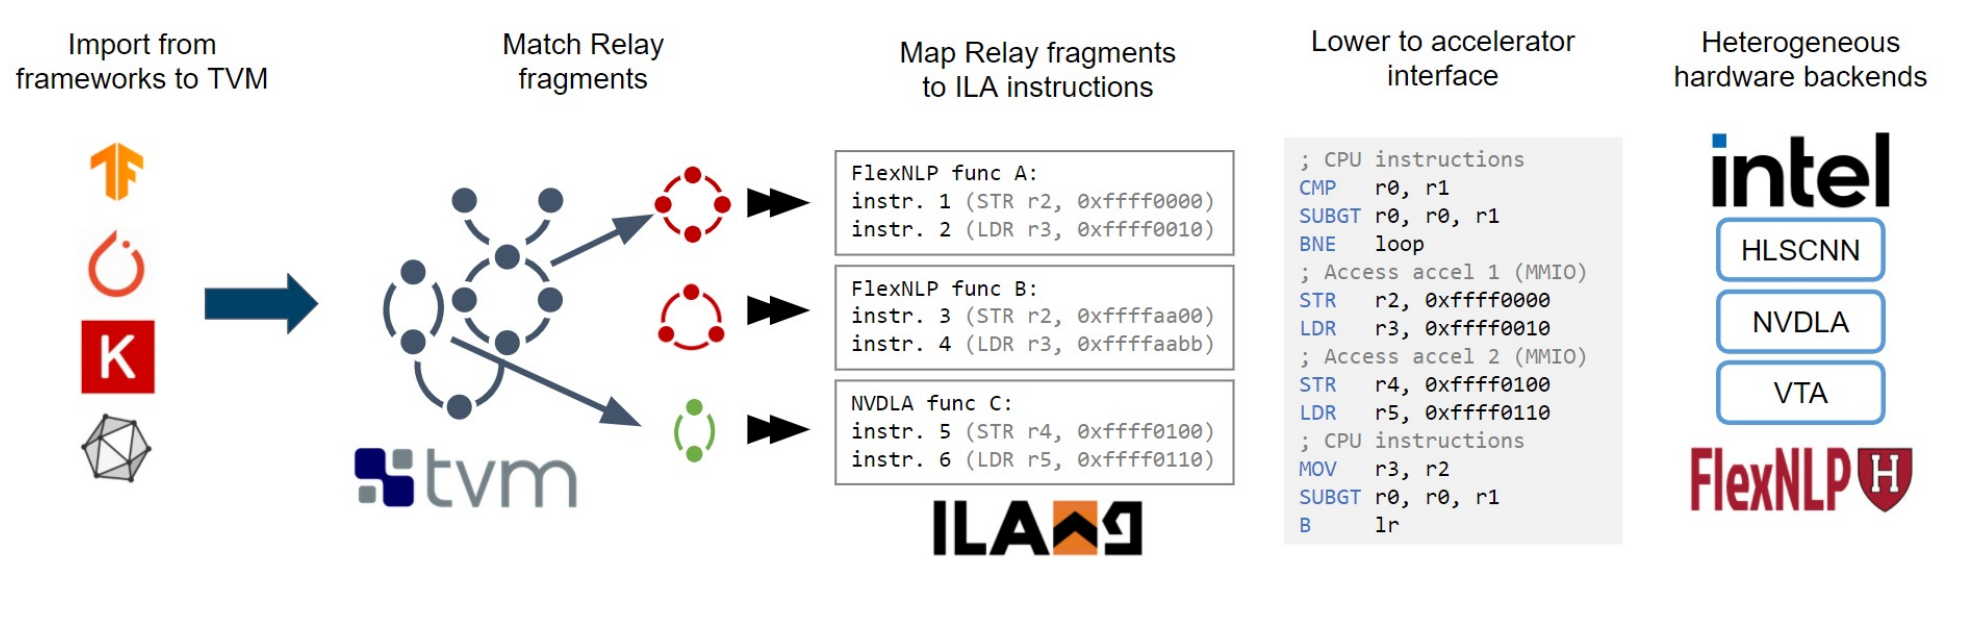 Import from
frameworks to TVM
Match Relay
fragments
Map Relay fragments
to ILA instructions
Lower to accelerator
interface
Heterogeneous
hardware backends
K
tvm
FlexNLP func A:
instr. 1 (STR r2, 0xffff0000)
instr. 2 (LDR r3, 0xffff0010)
FlexNLP func B:
instr. 3 (STR r2, 0xffffaa00)
instr. 4 (LDR r3, 0xffffaabb)
NVDLA func C:
instr. 5 (STR r4, 0xffff0100)
instr. 6 (LDR r5, 0xffff0110)
ILAng
; CPU instructions
CMP r0, r1
SUBGT r0, r0, r1
BNE loop
; Access accel 1 (MMIO)
STR r2, 0xffff0000
LDR r3, 0xffff0010
; Access accel 2 (MMIO)
STR r4, 0xffff0100
LDR r5, 0xffff0110
; CPU instructions
MOV r3, r2
SUBGT r0, r0, r1
B lr
intel
HLSCNN
NVDLA
VTA
FlexNLP H